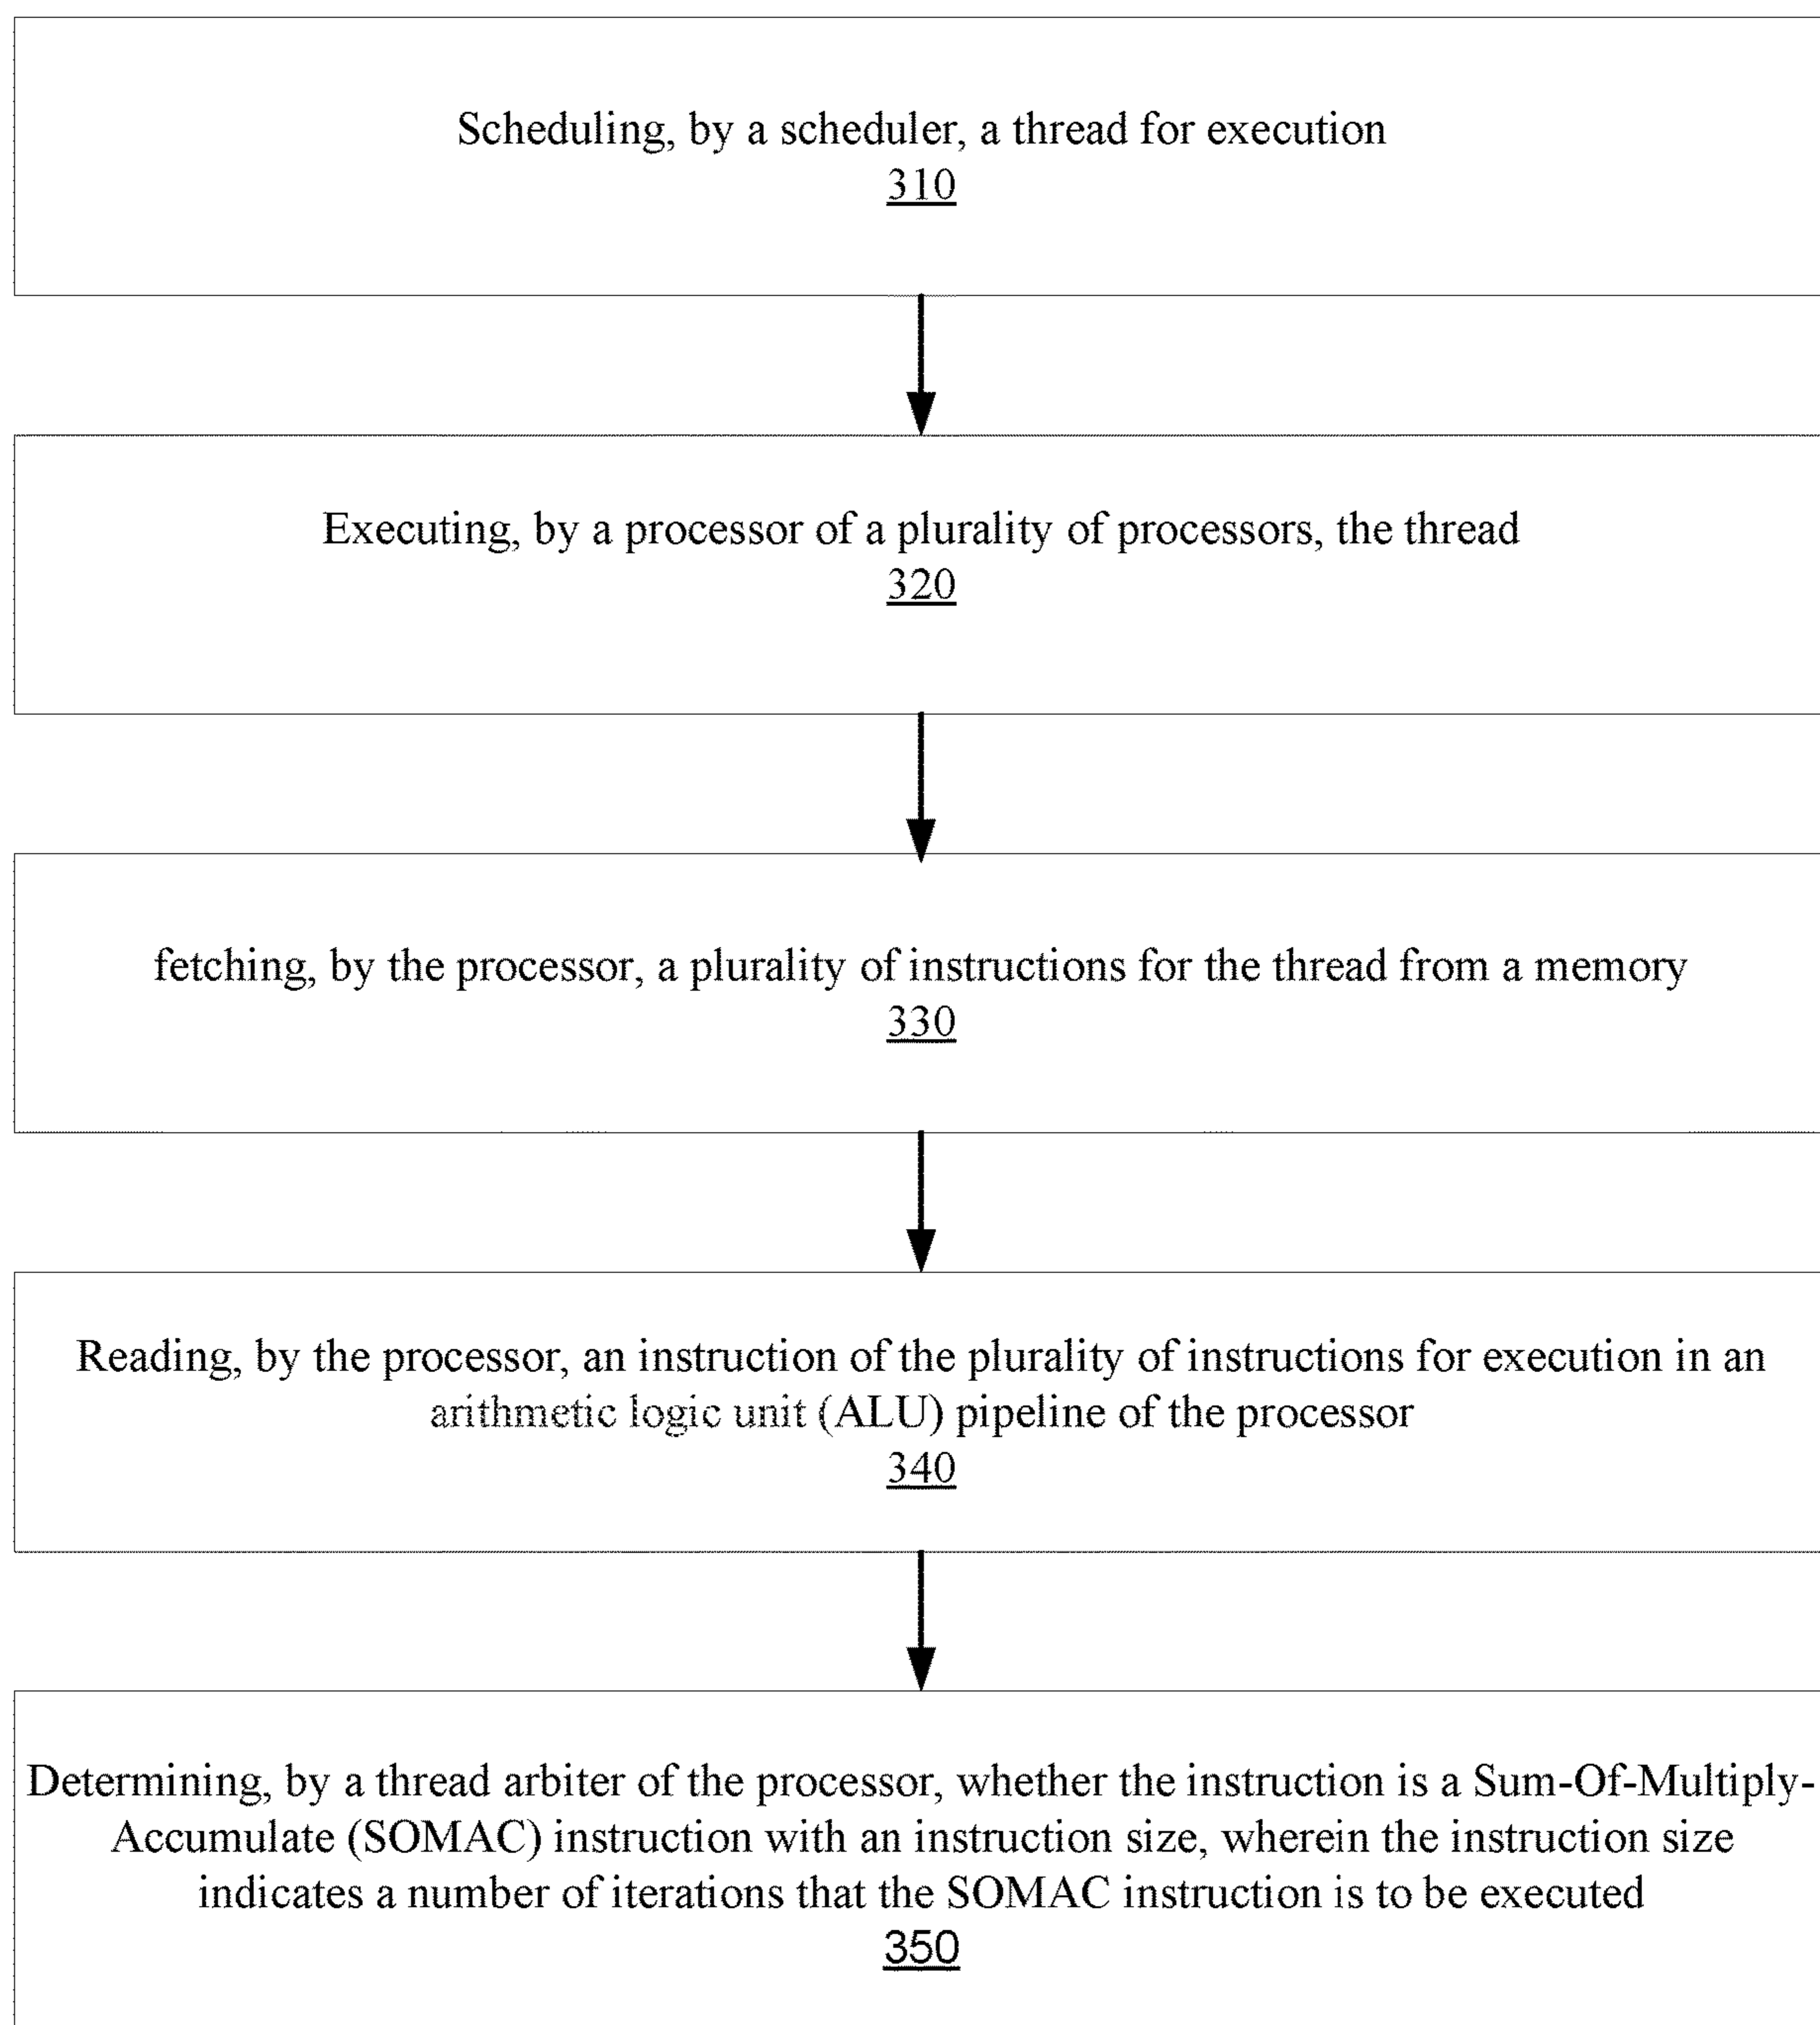 Scheduling, by a scheduler, a thread for execution
310
Executing, by a processor of a plurality of processors, the thread
320
fetching, by the processor, a plurality of instructions for the thread from a memory
330
Reading, by the processor, an instruction of the plurality of instructions for execution in an
arithmetic logic unit (ALU) pipeline of the processor
340
Determining, by a thread arbiter of the processor, whether the instruction is a Sum-Of-Multiply-
Accumulate (SOMAC) instruction with an instruction size, wherein the instruction size
indicates a number of iterations that the SOMAC instruction is to be executed
350